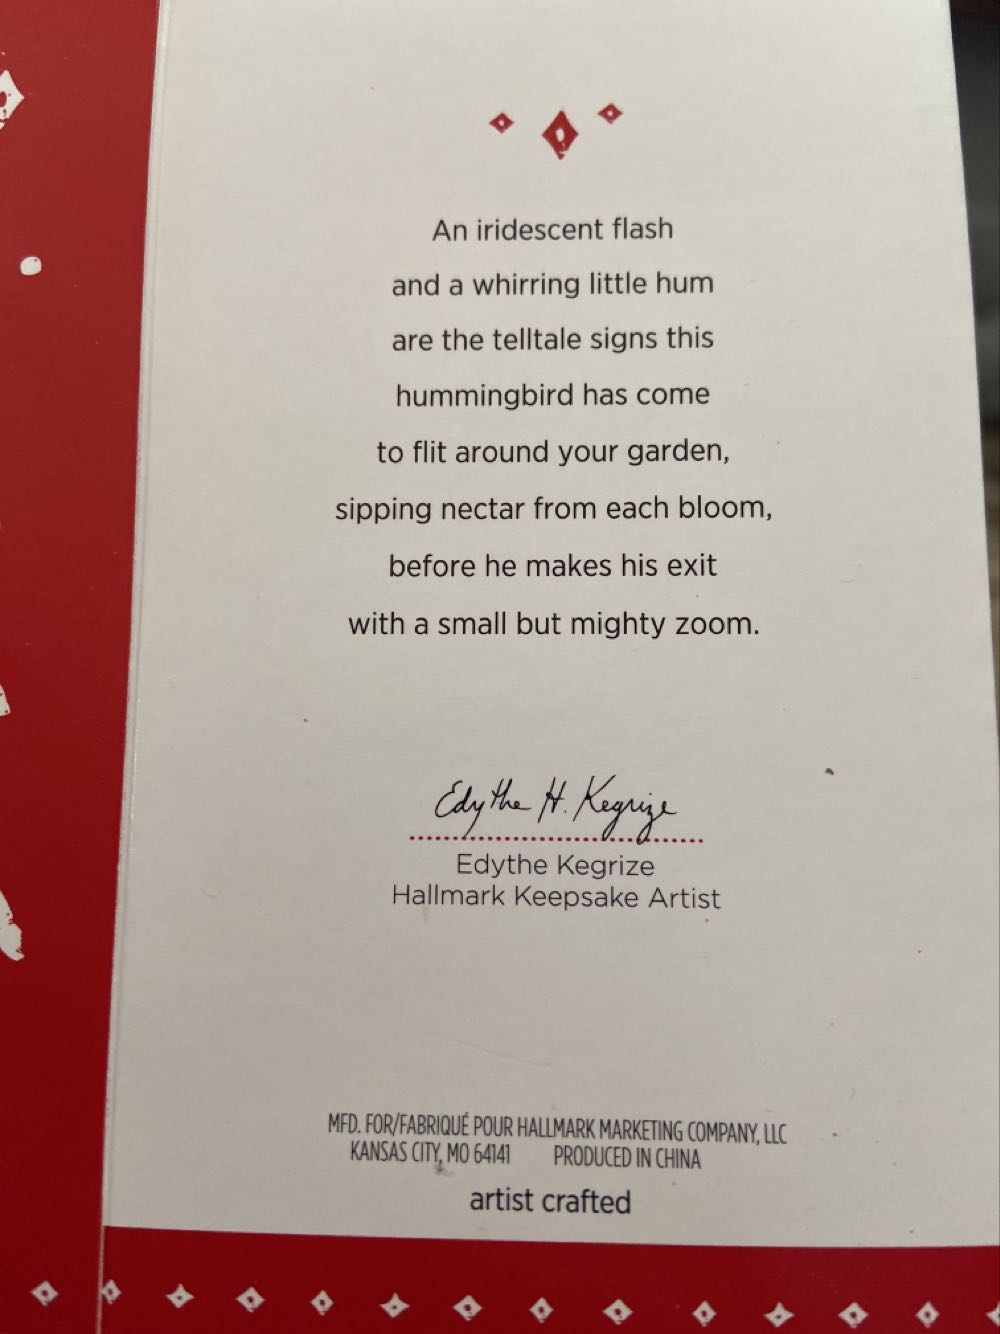 An iridescent flash
and a whirring little hum
are the telltale signs this
hummingbird has come
to flit around your garden,
sipping nectar from each bloom,
before he makes his exit
with a small but mighty zoom.
Edythe H. Kegrize
Edythe Kegrize
Hallmark Keepsake Artist
MFD. FOR/FABRIQUÉ POUR HALLMARK MARKETING COMPANY, LLC
KANSAS CITY, MO 64141 PRODUCED IN CHINA
artist crafted